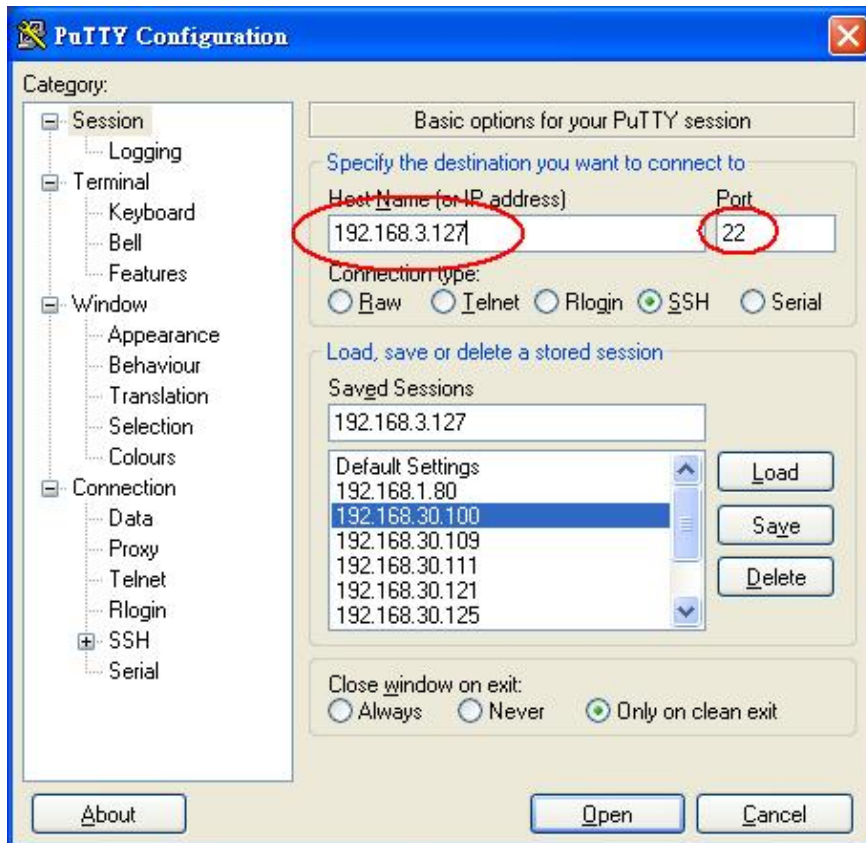 PuTTY Configuration
Category:
Session
Logging
Terminal
Keyboard
Bell
Features
Window
Appearance
Behaviour
Translation
Selection
Colours
Connection
Data
Proxy
Telnet
Rlogin
SSH
Serial
Basic options for your PuTTY session
Specify the destination you want to connect to
Host Name (or IP address) Port
192.168.3.127 22
Connection type:
Raw Telnet Rlogin SSH Serial
Load, save or delete a stored session
Saved Sessions
192.168.3.127
Default Settings
192.168.1.80
192.168.30.100
192.168.30.109
192.168.30.111
192.168.30.121
192.168.30.125
Load
Save
Delete
Close window on exit:
Always Never Only on clean exit
About Open Cancel